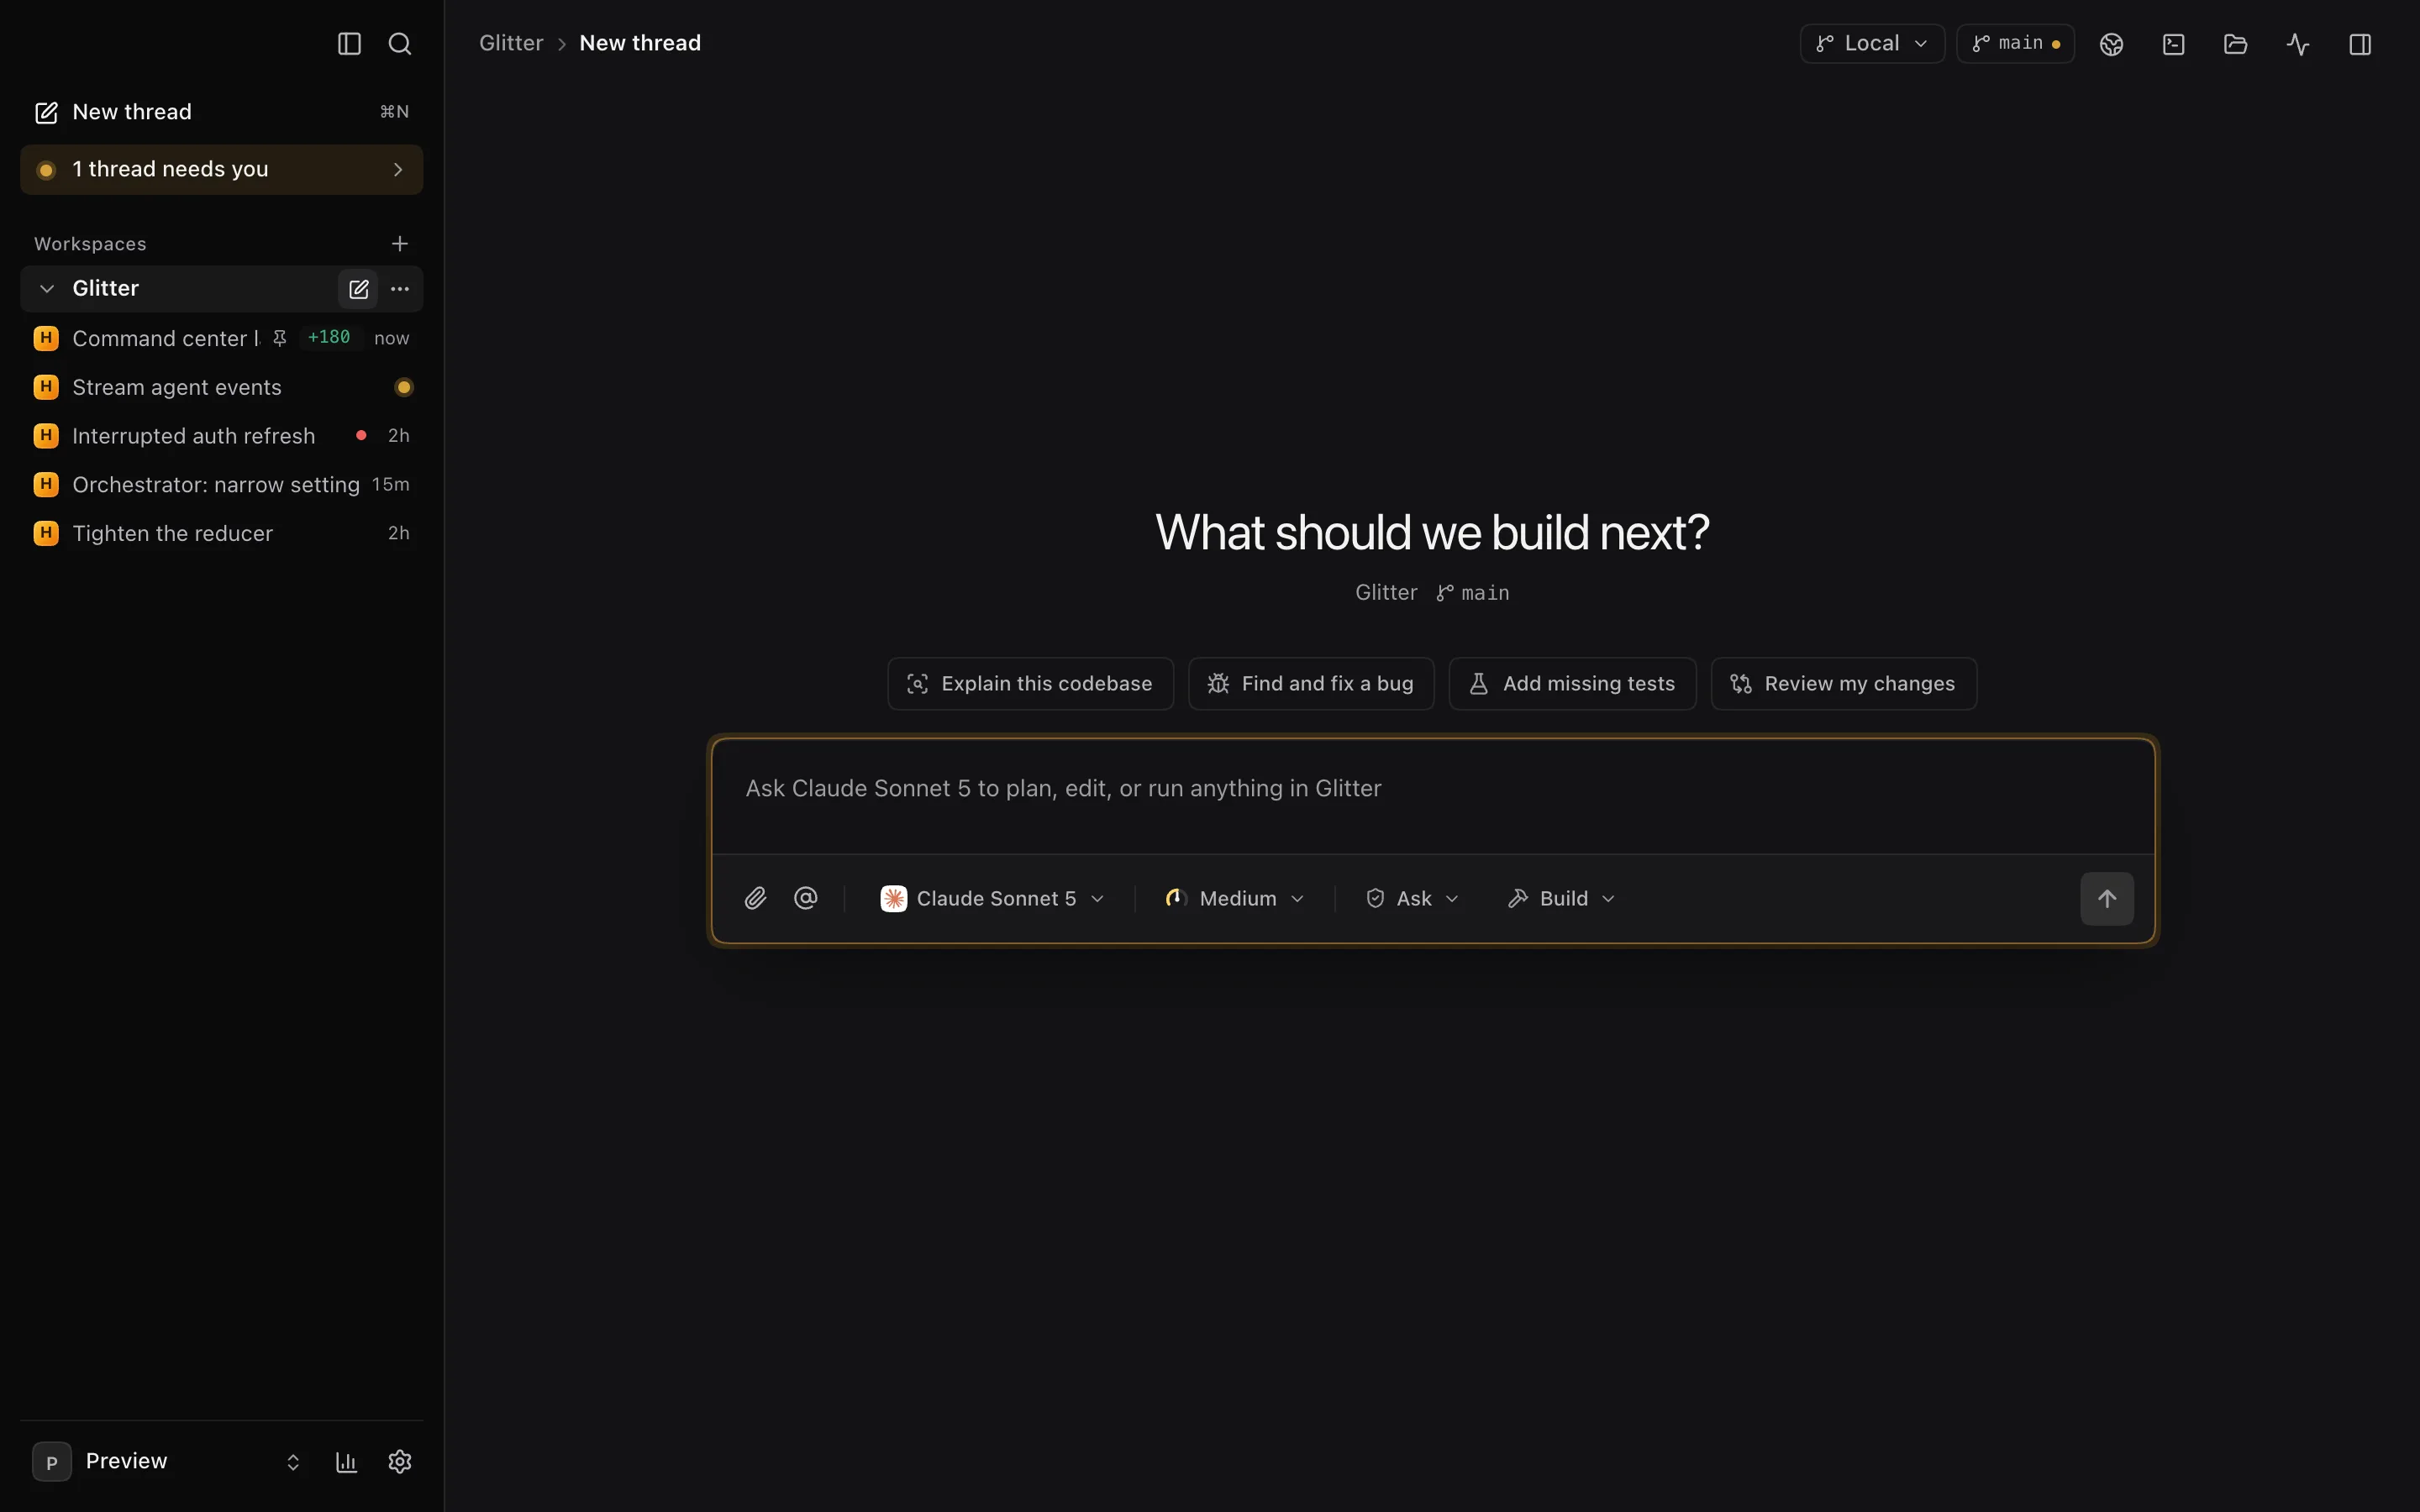 Glitter > New thread
Local
main
New thread ⌘N
1 thread needs you
Workspaces
Glitter
H Command center +180 now
H Stream agent events
H Interrupted auth refresh 2h
H Orchestrator: narrow setting 15m
H Tighten the reducer 2h
What should we build next?
Glitter main
Explain this codebase
Find and fix a bug
Add missing tests
Review my changes
Ask Claude Sonnet 5 to plan, edit, or run anything in Glitter
Claude Sonnet 5
Medium
Ask
Build
P Preview